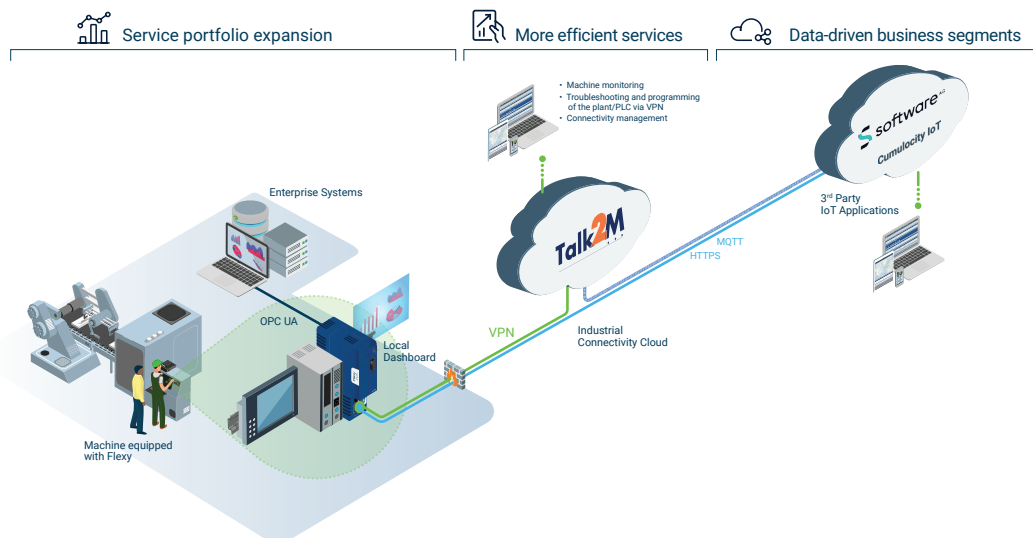 Service portfolio expansion
More efficient services
Data-driven business segments
• Machine monitoring
• Troubleshooting and programming
of the plant/PLC via VPN
• Connectivity management
software AG
Cumulocity IoT
3rd Party
IoT Applications
Enterprise Systems
Talk2M
MQTT
HTTPS
OPC UA
VPN
Industrial
Connectivity Cloud
Local
Dashboard
Machine equipped
with Flexy